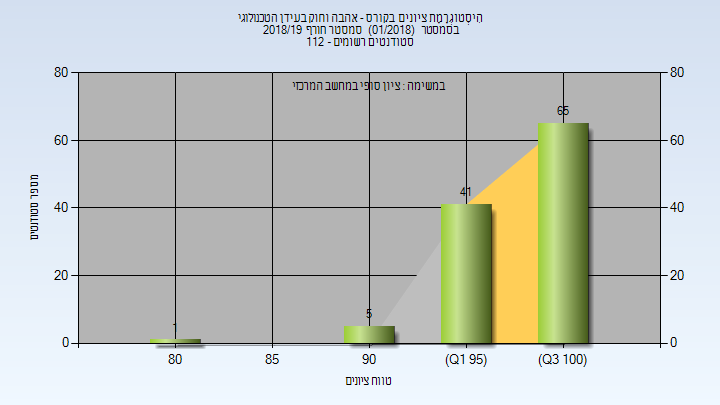 היסטוגרמת ציונים בקורס - אהבה וחוק בעידן הטכנולוגי
בסמסטר (01/2018) סמסטר חורף 2018/19
סטודנטים רשומים - 112
במשימה : ציון סופי במחשב המרכזי
80 80
60 60
40 40
20 20
0 0
1
5
41
65
80 85 90 (Q1 95) (Q3 100)
טווח ציונים
מספר סטודנטים